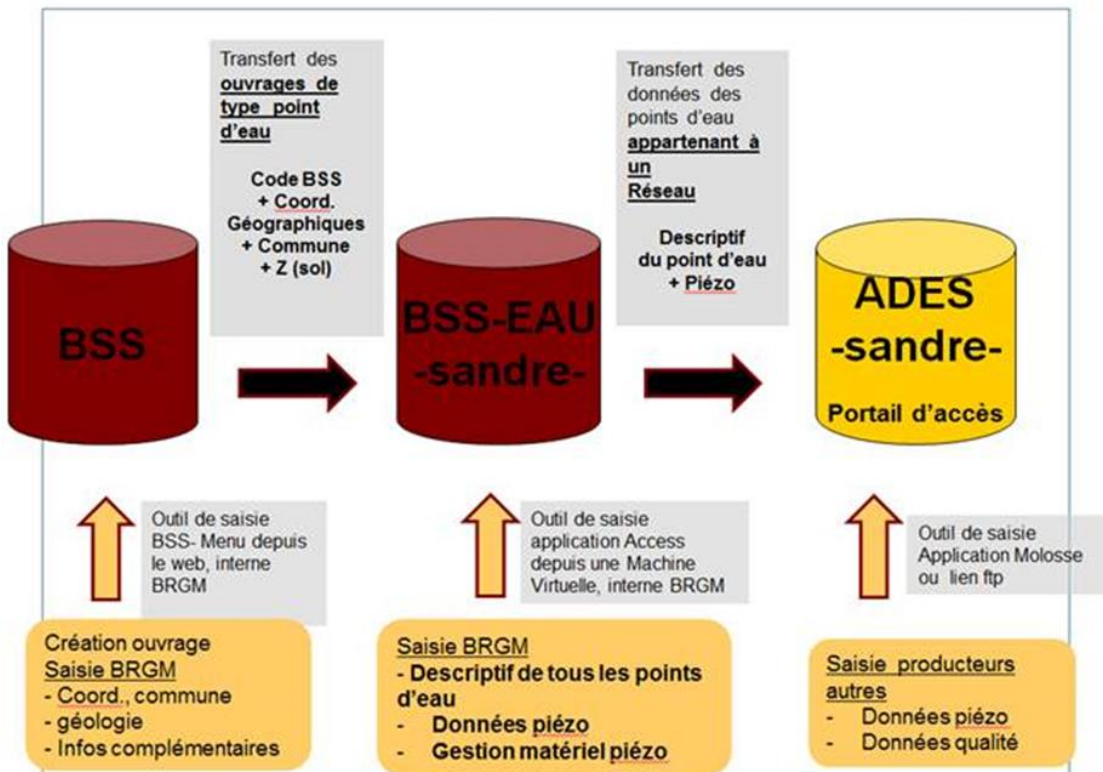 Transfert des
ouvrages de
type point
d'eau
Code BSS
+ Coord.
Géographiques
+ Commune
+ Z (sol)
Transfert des
données des
points d'eau
appartenant à
un
Réseau
Descriptif
du point d'eau
+ Piézo
BSS
BSS-EAU
-sandre-
ADES
-sandre-
Portail d'accès
Outil de saisie
BSS- Menu depuis
le web, interne
BRGM
Outil de saisie
application Access
depuis une Machine
Virtuelle, interne BRGM
Outil de saisie
Application Molosse
ou lien ftp
Création ouvrage
Saisie BRGM
- Coord., commune
- géologie
- Infos complémentaires
Saisie BRGM
- Descriptif de tous les points
d'eau
- Données piézo
- Gestion matériel piézo
Saisie producteurs
autres
- Données piézo
- Données qualité